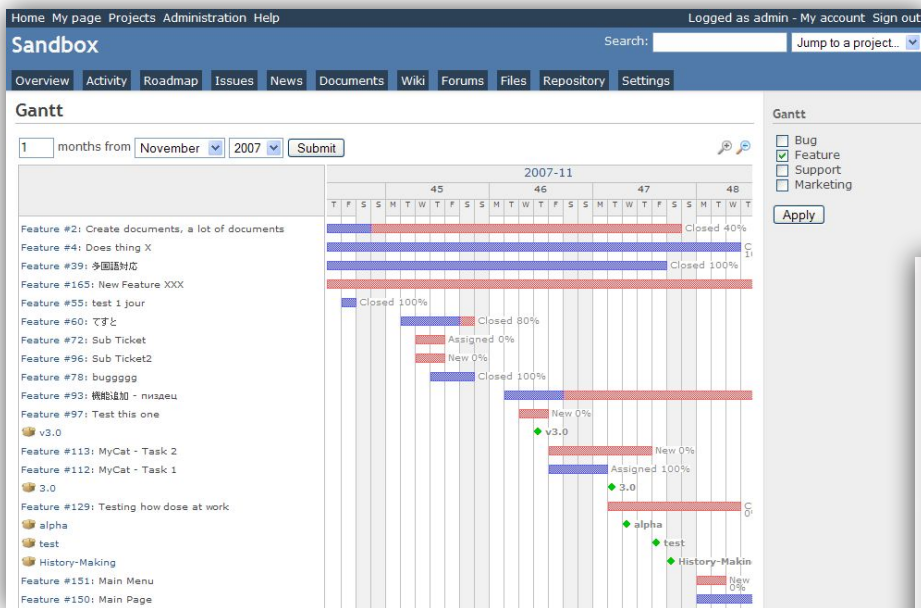 Home My page Projects Administration Help Logged as admin - My account Sign out
Sandbox Search: Jump to a project...
Overview Activity Roadmap Issues News Documents Wiki Forums Files Repository Settings
Gantt
Gantt
1 months from November 2007 Submit
Bug
Feature
Support
Marketing
Apply
2007-11
45 46 47 48
T F S S M T W T F S S M T W T F S S M T W T F S S M T W T
Feature #2: Create documents, a lot of documents Closed 40%
Feature #4: Does thing X
Feature #39: 多国語対応 Closed 100%
Feature #165: New Feature XXX
Feature #55: test 1 jour Closed 100%
Feature #60: てすと Closed 80%
Feature #72: Sub Ticket Assigned 0%
Feature #96: Sub Ticket2 New 0%
Feature #78: buggggg Closed 100%
Feature #93: 機能追加 - пиздец
Feature #97: Test this one New 0%
v3.0 v3.0
Feature #113: MyCat - Task 2 New 0%
Feature #112: MyCat - Task 1 Assigned 100%
3.0 3.0
Feature #129: Testing how dose at work
alpha alpha
test test
History-Making History-Makin
Feature #151: Main Menu New 0%
Feature #150: Main Page